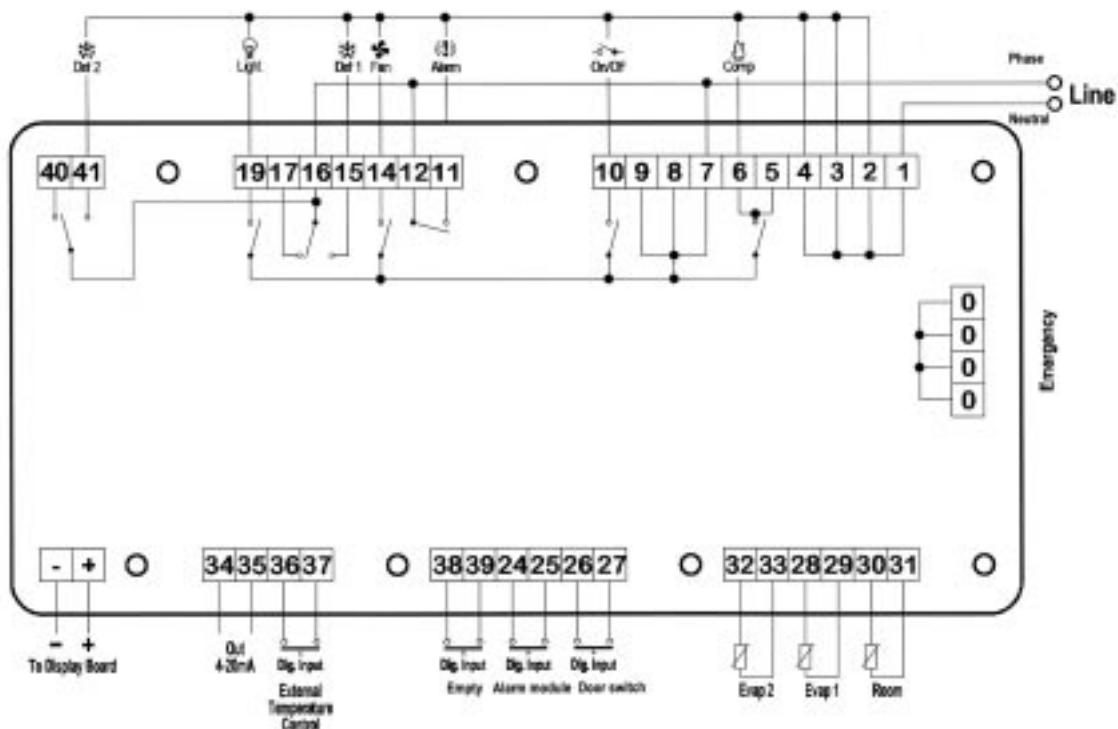 Def 2 Light Def 1 Fan Alarm On/Off Comp
Phase
Line
Neutral
40 41 19 17 16 15 14 12 11 10 9 8 7 6 5 4 3 2 1
0
0
0
0
Emergency
- + 34 35 36 37 38 39 24 25 26 27 32 33 28 29 30 31
- +
To Display Board
Out
4-20mA
Dig. Input
External
Temperature
Control
Dig. Input Dig. Input Dig. Input
Empty Alarm module Door switch
Evap 2 Evap 1 Room